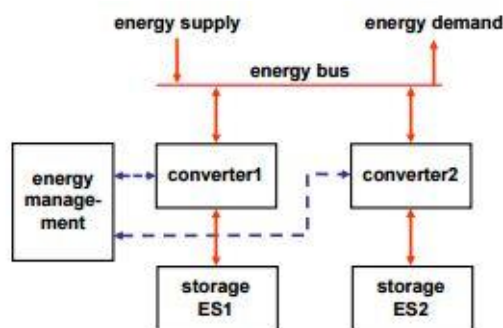 energy supply
energy demand
energy bus
energy
manage-
ment
converter1
converter2
storage
ES1
storage
ES2